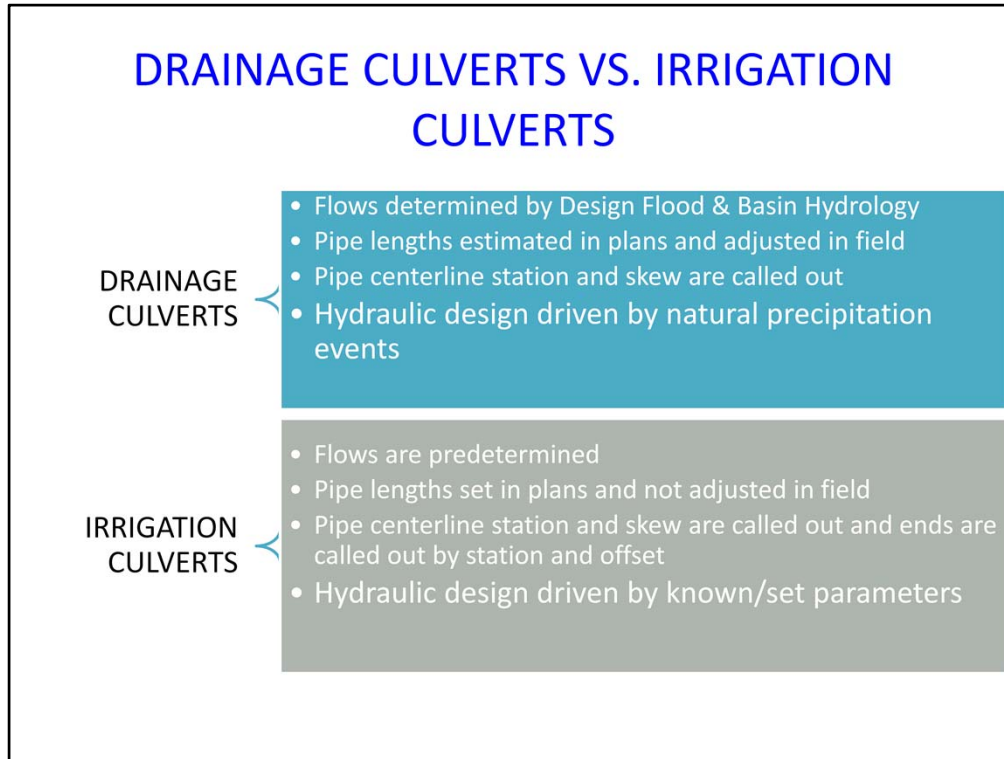 DRAINAGE CULVERTS VS. IRRIGATION
CULVERTS
DRAINAGE
CULVERTS
• Flows determined by Design Flood & Basin Hydrology
• Pipe lengths estimated in plans and adjusted in field
• Pipe centerline station and skew are called out
• Hydraulic design driven by natural precipitation
events
IRRIGATION
CULVERTS
• Flows are predetermined
• Pipe lengths set in plans and not adjusted in field
• Pipe centerline station and skew are called out and ends are
called out by station and offset
• Hydraulic design driven by known/set parameters